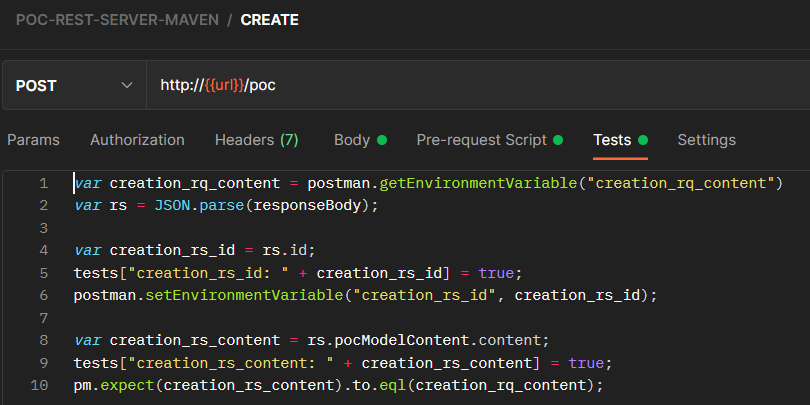 POC-REST-SERVER-MAVEN / CREATE
POST http://{{url}}/poc
Params Authorization Headers (7) Body Pre-request Script Tests Settings
1 var creation_rq_content = postman.getEnvironmentVariable("creation_rq_content")
2 var rs = JSON.parse(responseBody);
3
4 var creation_rs_id = rs.id;
5 tests["creation_rs_id: " + creation_rs_id] = true;
6 postman.setEnvironmentVariable("creation_rs_id", creation_rs_id);
7
8 var creation_rs_content = rs.pocModelContent.content;
9 tests["creation_rs_content: " + creation_rs_content] = true;
10 pm.expect(creation_rs_content).to.eql(creation_rq_content);